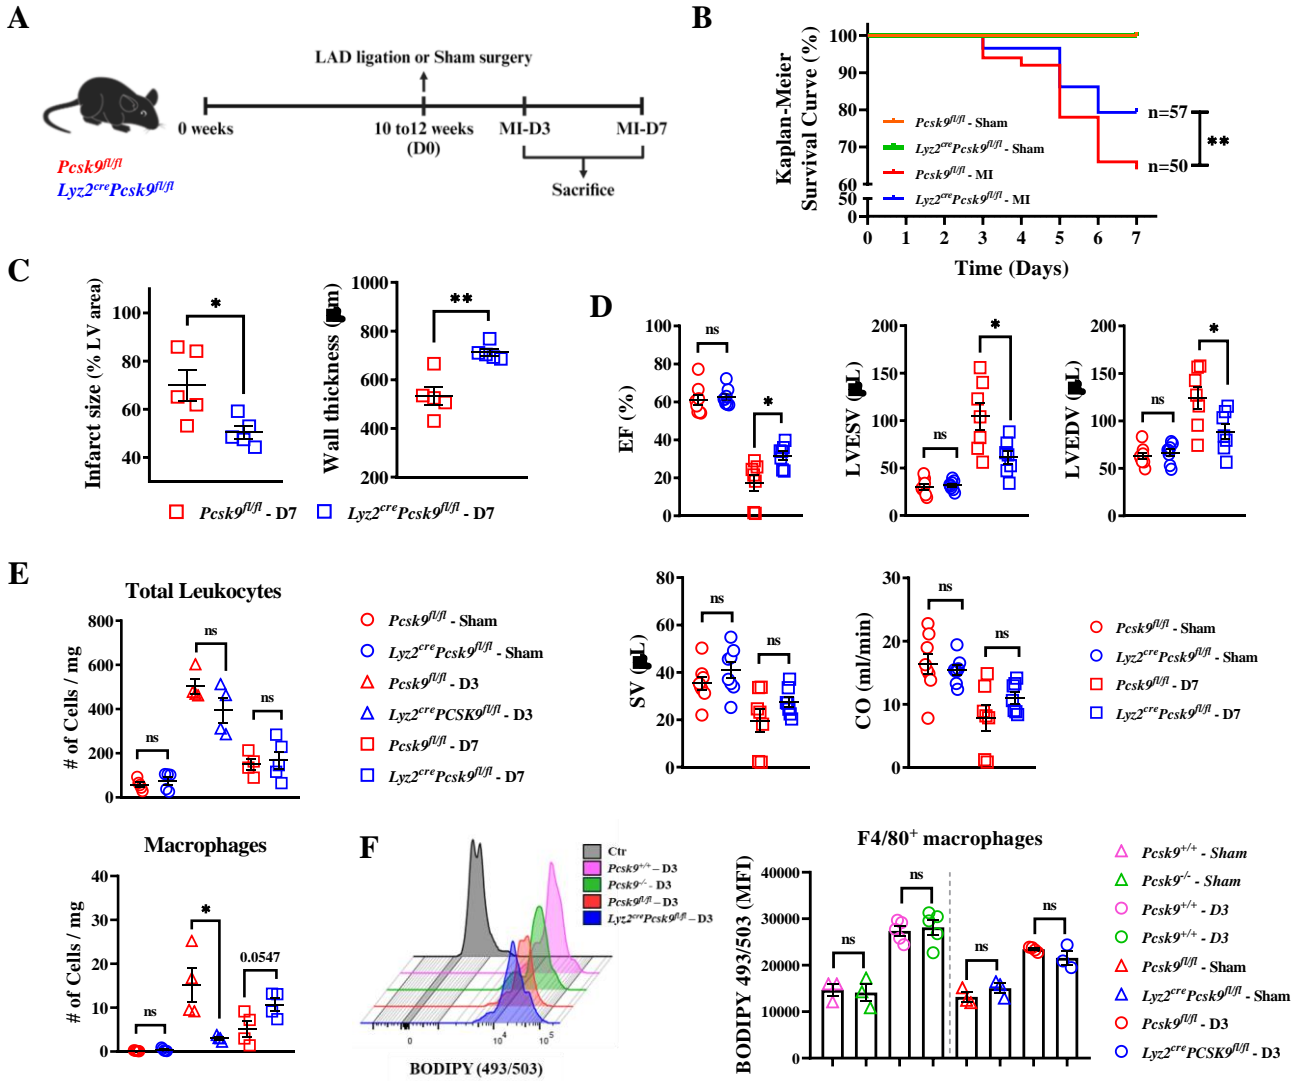 A
LAD ligation or Sham surgery
0 weeks
10 to12 weeks
(D0)
MI-D3
MI-D7
Sacrifice
Pcsk9fl/fl
Lyz2crePcsk9fl/fl
B
Kaplan-Meier
Survival Curve (%)
100
90
80
70
60
50
0
Pcsk9fl/fl - Sham
Lyz2crePcsk9fl/fl - Sham
Pcsk9fl/fl - MI
Lyz2crePcsk9fl/fl - MI
n=57
**
n=50
0 1 2 3 4 5 6 7
Time (Days)
C
Infarct size (% LV area)
100
80
60
40
*
Wall thickness ( m)
1000
800
600
400
200
**
Pcsk9fl/fl - D7
Lyz2crePcsk9fl/fl - D7
D
EF (%)
100
80
60
40
20
0
ns
*
LVESV ( L)
200
150
100
50
0
ns
*
LVEDV ( L)
200
150
100
50
0
ns
*
SV ( L)
80
60
40
20
0
ns
ns
CO (ml/min)
30
20
10
0
ns
ns
Pcsk9fl/fl - Sham
Lyz2crePcsk9fl/fl - Sham
Pcsk9fl/fl - D7
Lyz2crePcsk9fl/fl - D7
E
Total Leukocytes
# of Cells / mg
800
600
400
200
0
ns
ns
ns
Pcsk9fl/fl - Sham
Lyz2crePcsk9fl/fl - Sham
Pcsk9fl/fl - D3
Lyz2crePCSK9fl/fl - D3
Pcsk9fl/fl - D7
Lyz2crePcsk9fl/fl - D7
Macrophages
# of Cells / mg
40
30
20
10
0
ns
*
0.0547
F
Ctr
Pcsk9+/+ – D3
Pcsk9-/- - D3
Pcsk9fl/fl – D3
Lyz2crePcsk9fl/fl – D3
0 10⁴ 10⁵
BODIPY (493/503)
F4/80+ macrophages
BODIPY 493/503 (MFI)
40000
30000
20000
10000
0
ns
ns
ns
ns
Pcsk9+/+ - Sham
Pcsk9-/- - Sham
Pcsk9+/+ - D3
Pcsk9+/+ - D3
Pcsk9fl/fl - Sham
Lyz2crePcsk9fl/fl - Sham
Pcsk9fl/fl - D3
Lyz2crePCSK9fl/fl - D3